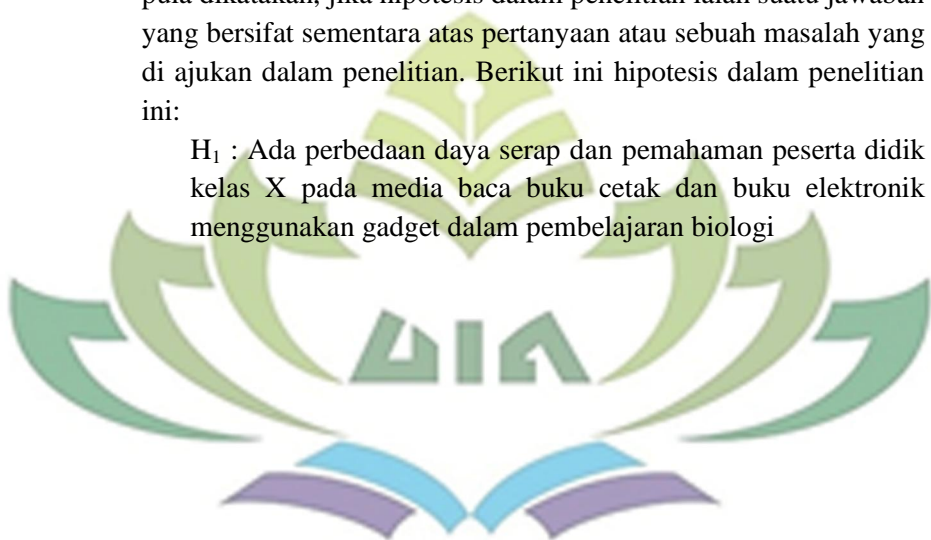 pula dikatakan, jika hipotesis dalam penelitian ialah suatu jawaban
yang bersifat sementara atas pertanyaan atau sebuah masalah yang
di ajukan dalam penelitian. Berikut ini hipotesis dalam penelitian
ini:
H₁ : Ada perbedaan daya serap dan pemahaman peserta didik
kelas X pada media baca buku cetak dan buku elektronik
menggunakan gadget dalam pembelajaran biologi
UIN